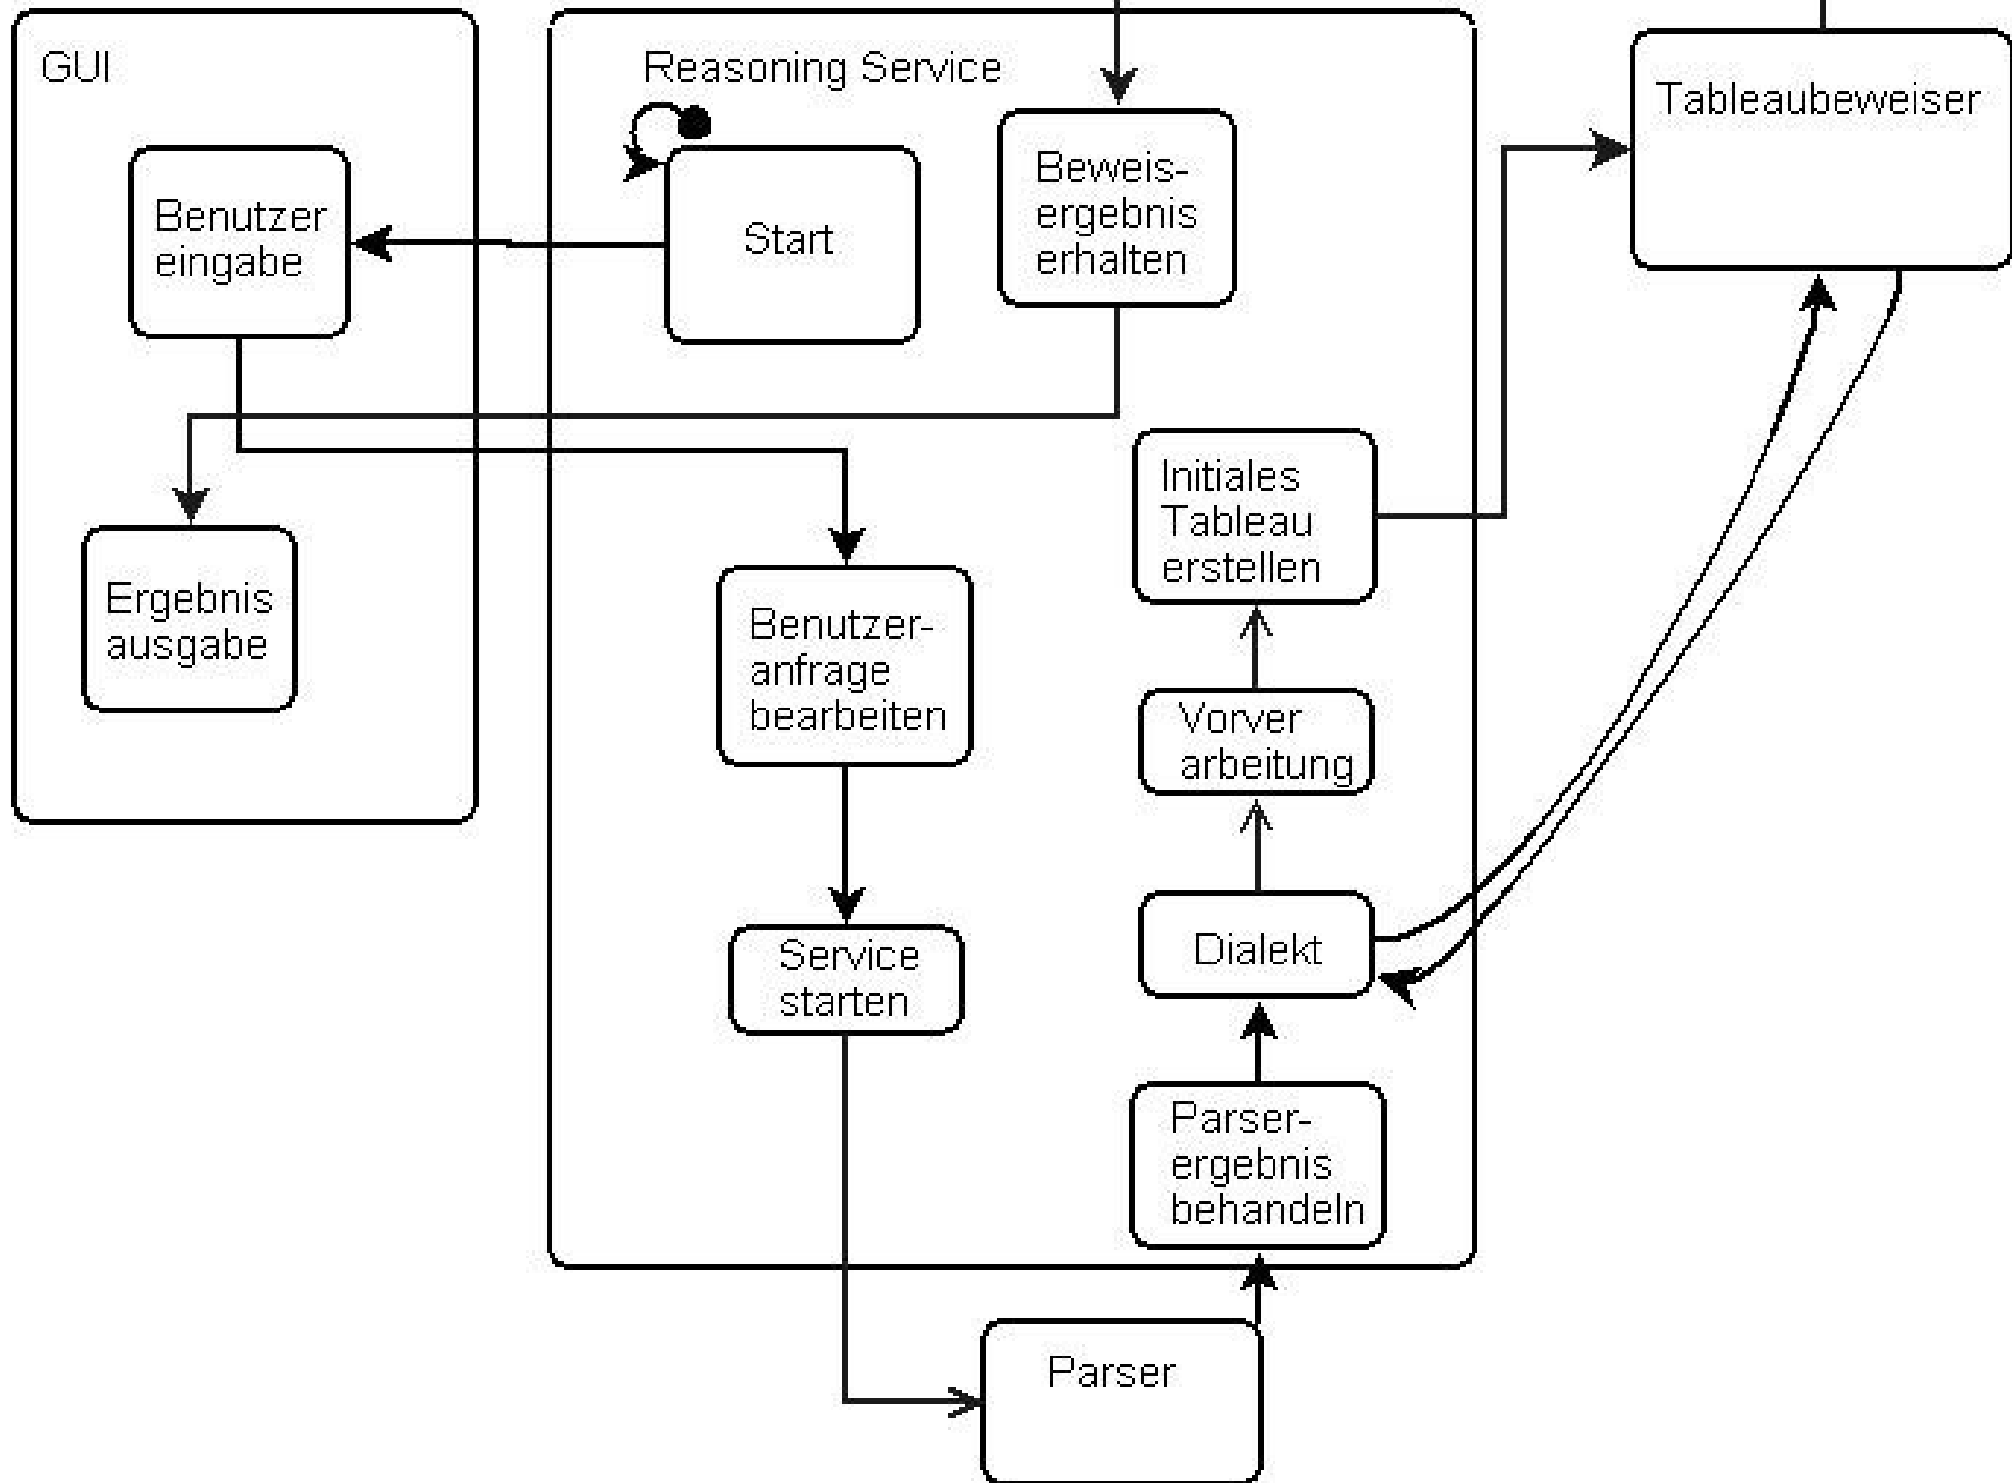 GUI
Benutzer
eingabe
Ergebnis
ausgabe
Reasoning Service
Start
Beweis-
ergebnis
erhalten
Benutzer-
anfrage
bearbeiten
Service
starten
Initiales
Tableau
erstellen
Vorver
arbeitung
Dialekt
Parser-
ergebnis
behandeln
Parser
Tableaubeweiser